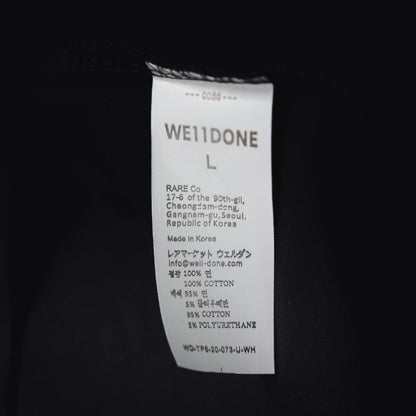 --- 0086 ---
WE11DONE
L
RARE Co
17-6 of the 90th-gil,
Cheongdam-dong,
Gangnam-gu, Seoul.
Republic of Korea
Made in Korea
レアマーケット ウェルダン
info@well-done.com
겉감 100% 면
100% COTTON
배색 95% 면
5% 폴리우레탄
95% COTTON
5% POLYURETHANE
WD-TP6-20-073-U-WH